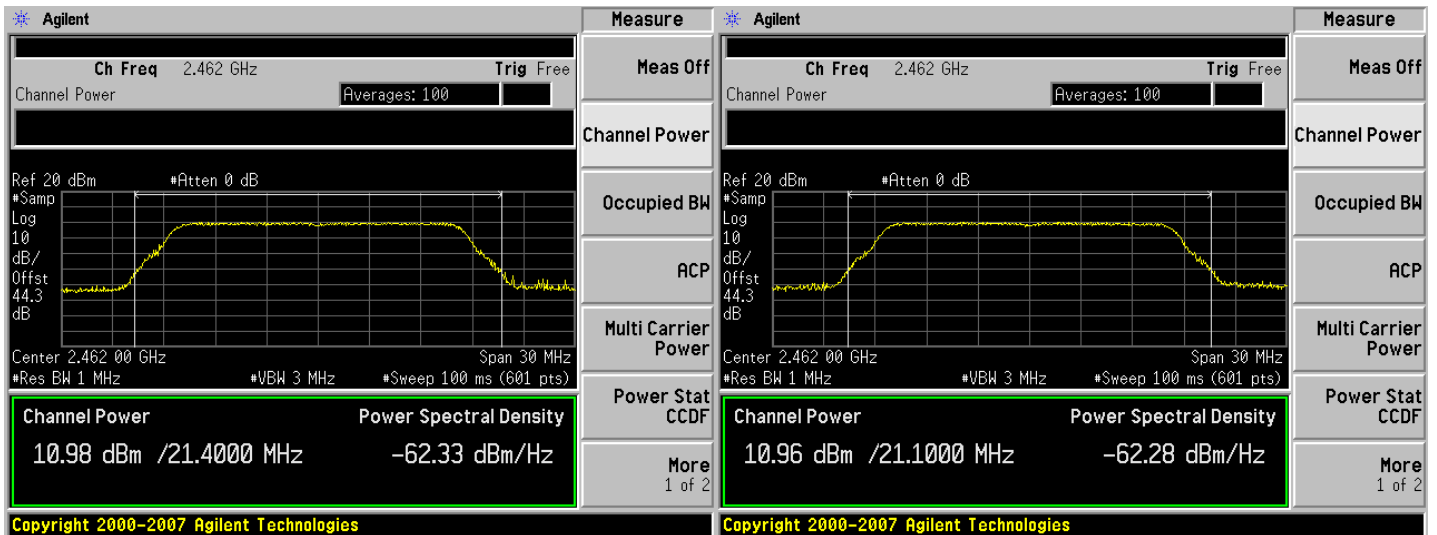 Agilent
Measure
Ch Freq 2.462 GHz Trig Free
Meas Off
Channel Power Averages: 100
Channel Power
Ref 20 dBm #Atten 0 dB
#Samp
Log
10
dB/
Offst
44.3
dB
Occupied BW
ACP
Multi Carrier
Power
Center 2.462 00 GHz Span 30 MHz
#Res BW 1 MHz #VBW 3 MHz #Sweep 100 ms (601 pts)
Power Stat
CCDF
Channel Power Power Spectral Density
10.98 dBm /21.4000 MHz -62.33 dBm/Hz
More
1 of 2
Copyright 2000-2007 Agilent Technologies
Agilent
Measure
Ch Freq 2.462 GHz Trig Free
Meas Off
Channel Power Averages: 100
Channel Power
Ref 20 dBm #Atten 0 dB
#Samp
Log
10
dB/
Offst
44.3
dB
Occupied BW
ACP
Multi Carrier
Power
Center 2.462 00 GHz Span 30 MHz
#Res BW 1 MHz #VBW 3 MHz #Sweep 100 ms (601 pts)
Power Stat
CCDF
Channel Power Power Spectral Density
10.96 dBm /21.1000 MHz -62.28 dBm/Hz
More
1 of 2
Copyright 2000-2007 Agilent Technologies